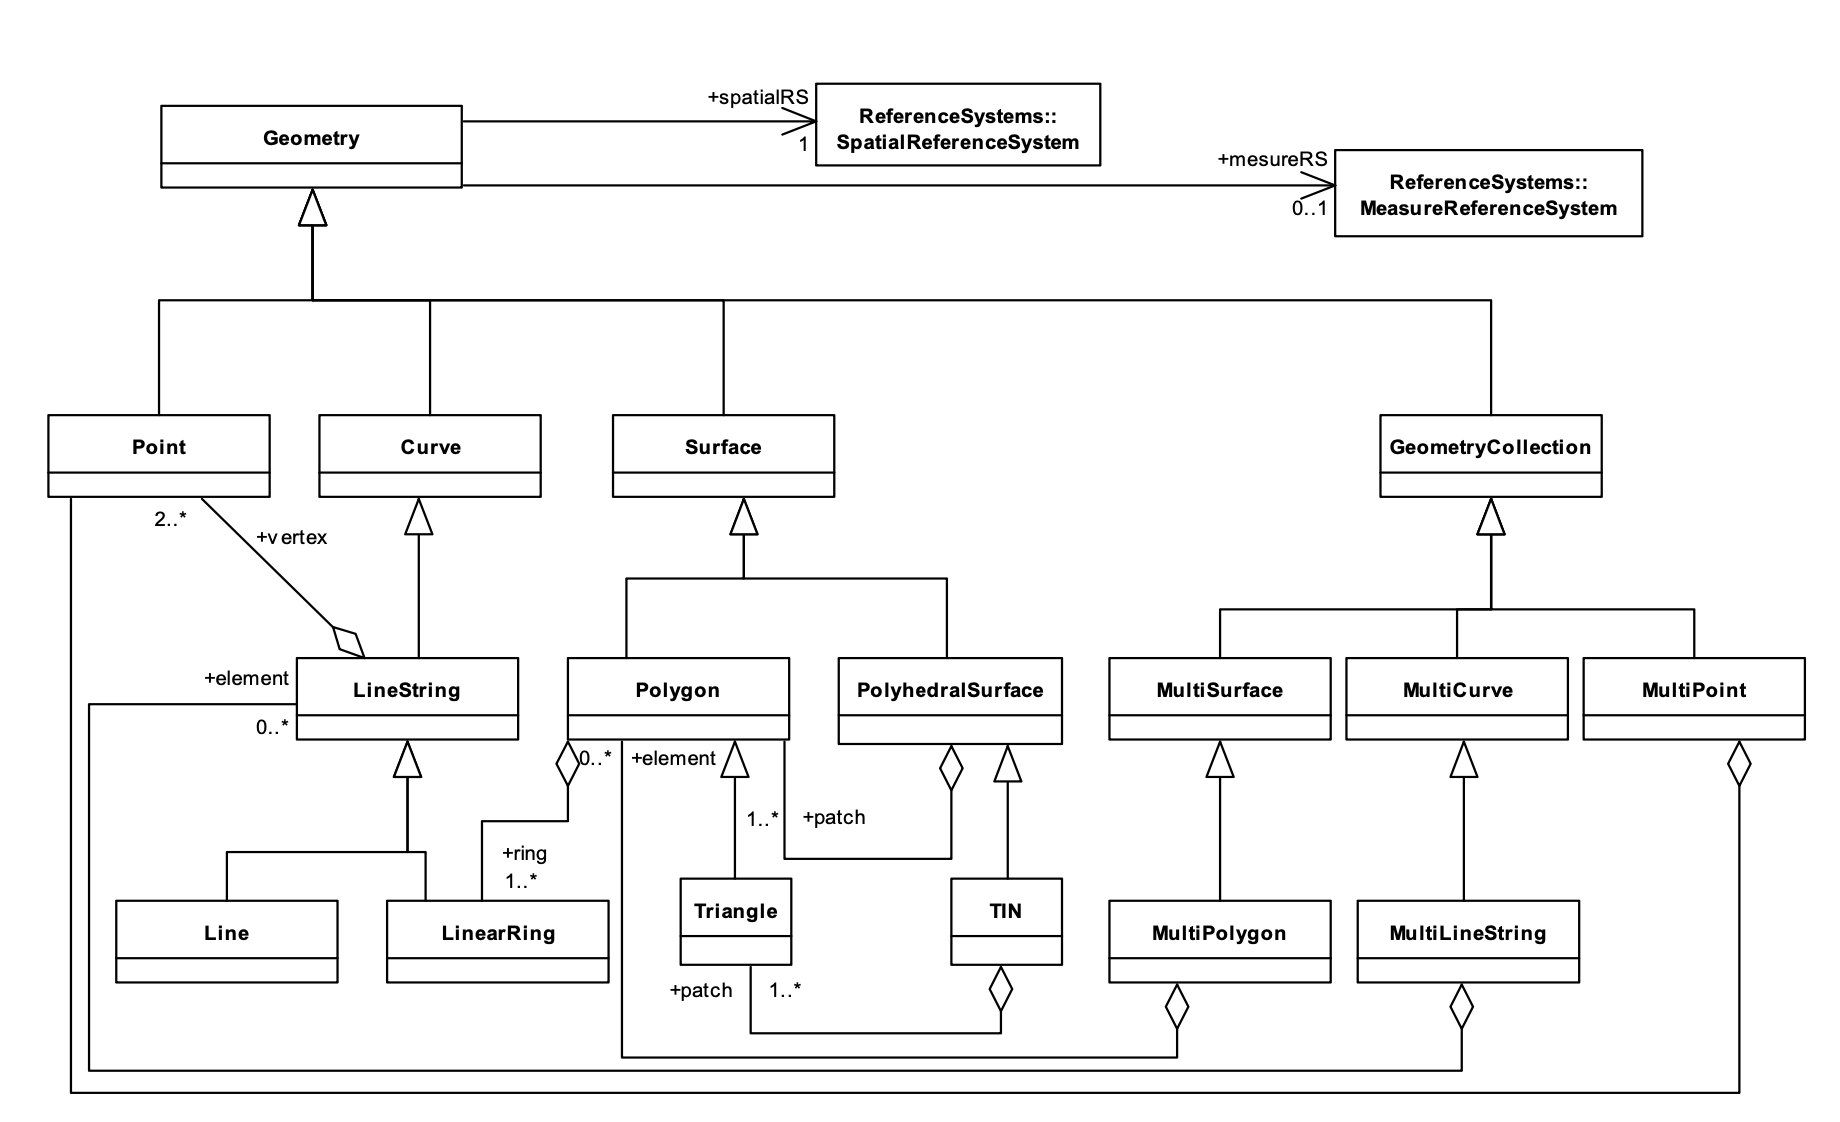 +spatialRS
ReferenceSystems::
SpatialReferenceSystem
1
Geometry
+mesureRS
ReferenceSystems::
MeasureReferenceSystem
0..1
Point
Curve
Surface
GeometryCollection
2..*
+vertex
+element
LineString
0..*
Polygon
PolyhedralSurface
MultiSurface
MultiCurve
MultiPoint
0..*
+element
1..*
+patch
+ring
1..*
Line
LinearRing
Triangle
TIN
MultiPolygon
MultiLineString
+patch
1..*